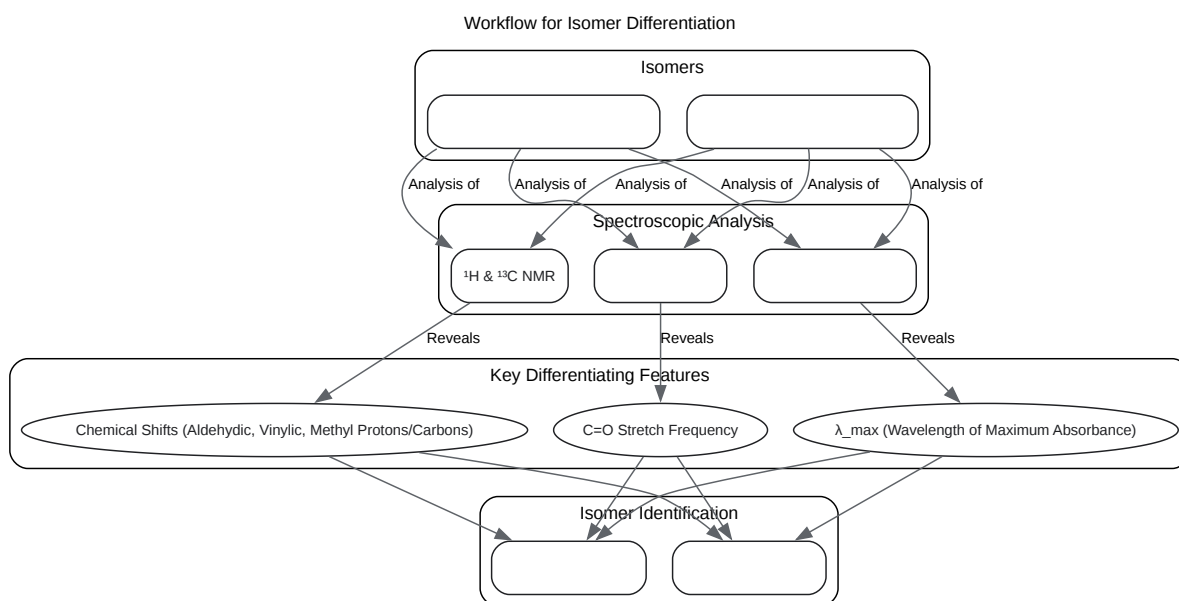 Workflow for Isomer Differentiation
Isomers
Analysis of
Analysis of
Analysis of
Analysis of
Analysis of
Analysis of
Spectroscopic Analysis
¹H & ¹³C NMR
Reveals
Reveals
Reveals
Key Differentiating Features
Chemical Shifts (Aldehydic, Vinylic, Methyl Protons/Carbons)
C=O Stretch Frequency
λ_max (Wavelength of Maximum Absorbance)
Isomer Identification